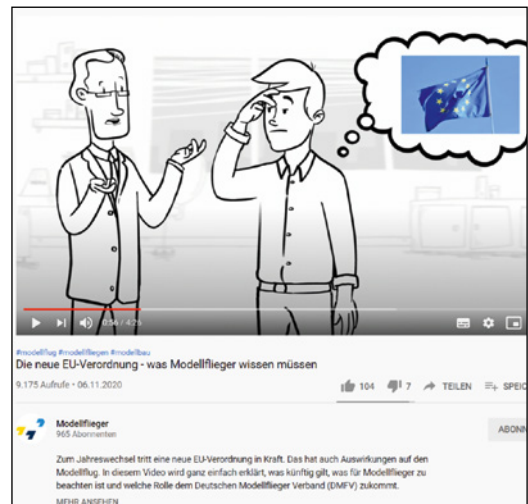 0:56 / 4:26
#modellflug #modellfliegen #modellbau
Die neue EU-Verordnung - was Modellflieger wissen müssen
9.175 Aufrufe • 06.11.2020
104 7 TEILEN SPEIC
Modellflieger
965 Abonnenten
ABONN
Zum Jahreswechsel tritt eine neue EU-Verordnung in Kraft. Das hat auch Auswirkungen auf den
Modellflug. In diesem Video wird ganz einfach erklärt, was künftig gilt, was für Modellflieger zu
beachten ist und welche Rolle dem Deutschen Modellflieger Verband (DMFV) zukommt.
MEHR ANSEHEN